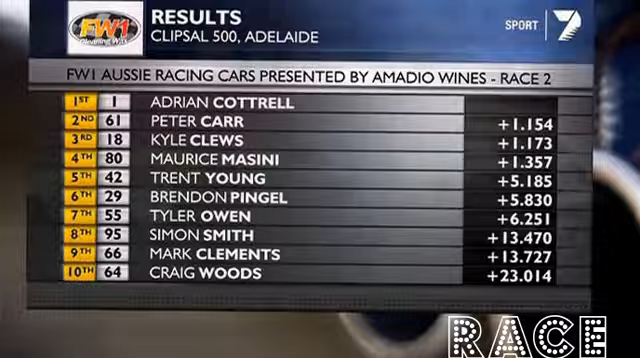 FW1
Cleaning Wax
RESULTS
CLIPSAL 500, ADELAIDE
SPORT 7
FW1 AUSSIE RACING CARS PRESENTED BY AMADIO WINES - RACE 2
1ST 1 ADRIAN COTTRELL
2ND 61 PETER CARR +1.154
3RD 18 KYLE CLEWS +1.173
4TH 80 MAURICE MASINI +1.357
5TH 42 TRENT YOUNG +5.185
6TH 29 BRENDON PINGEL +5.830
7TH 55 TYLER OWEN +6.251
8TH 95 SIMON SMITH +13.470
9TH 66 MARK CLEMENTS +13.727
10TH 64 CRAIG WOODS +23.014
RACE